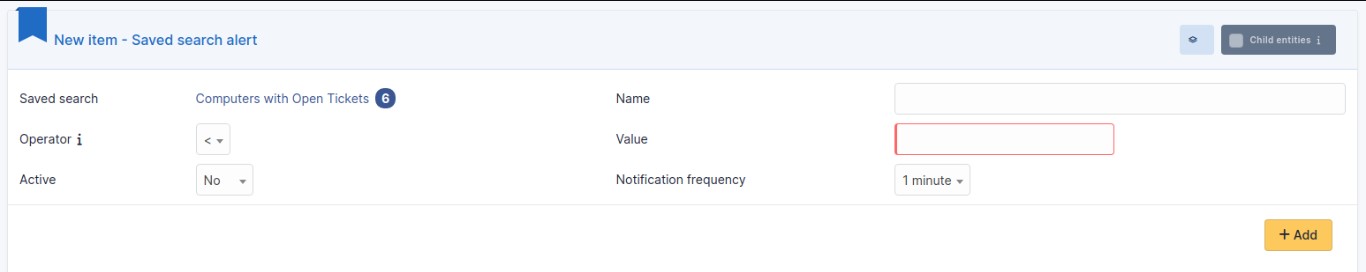 New item - Saved search alert
Child entities i
Saved search Computers with Open Tickets 6 Name
Operator i < Value
Active No Notification frequency 1 minute
+ Add